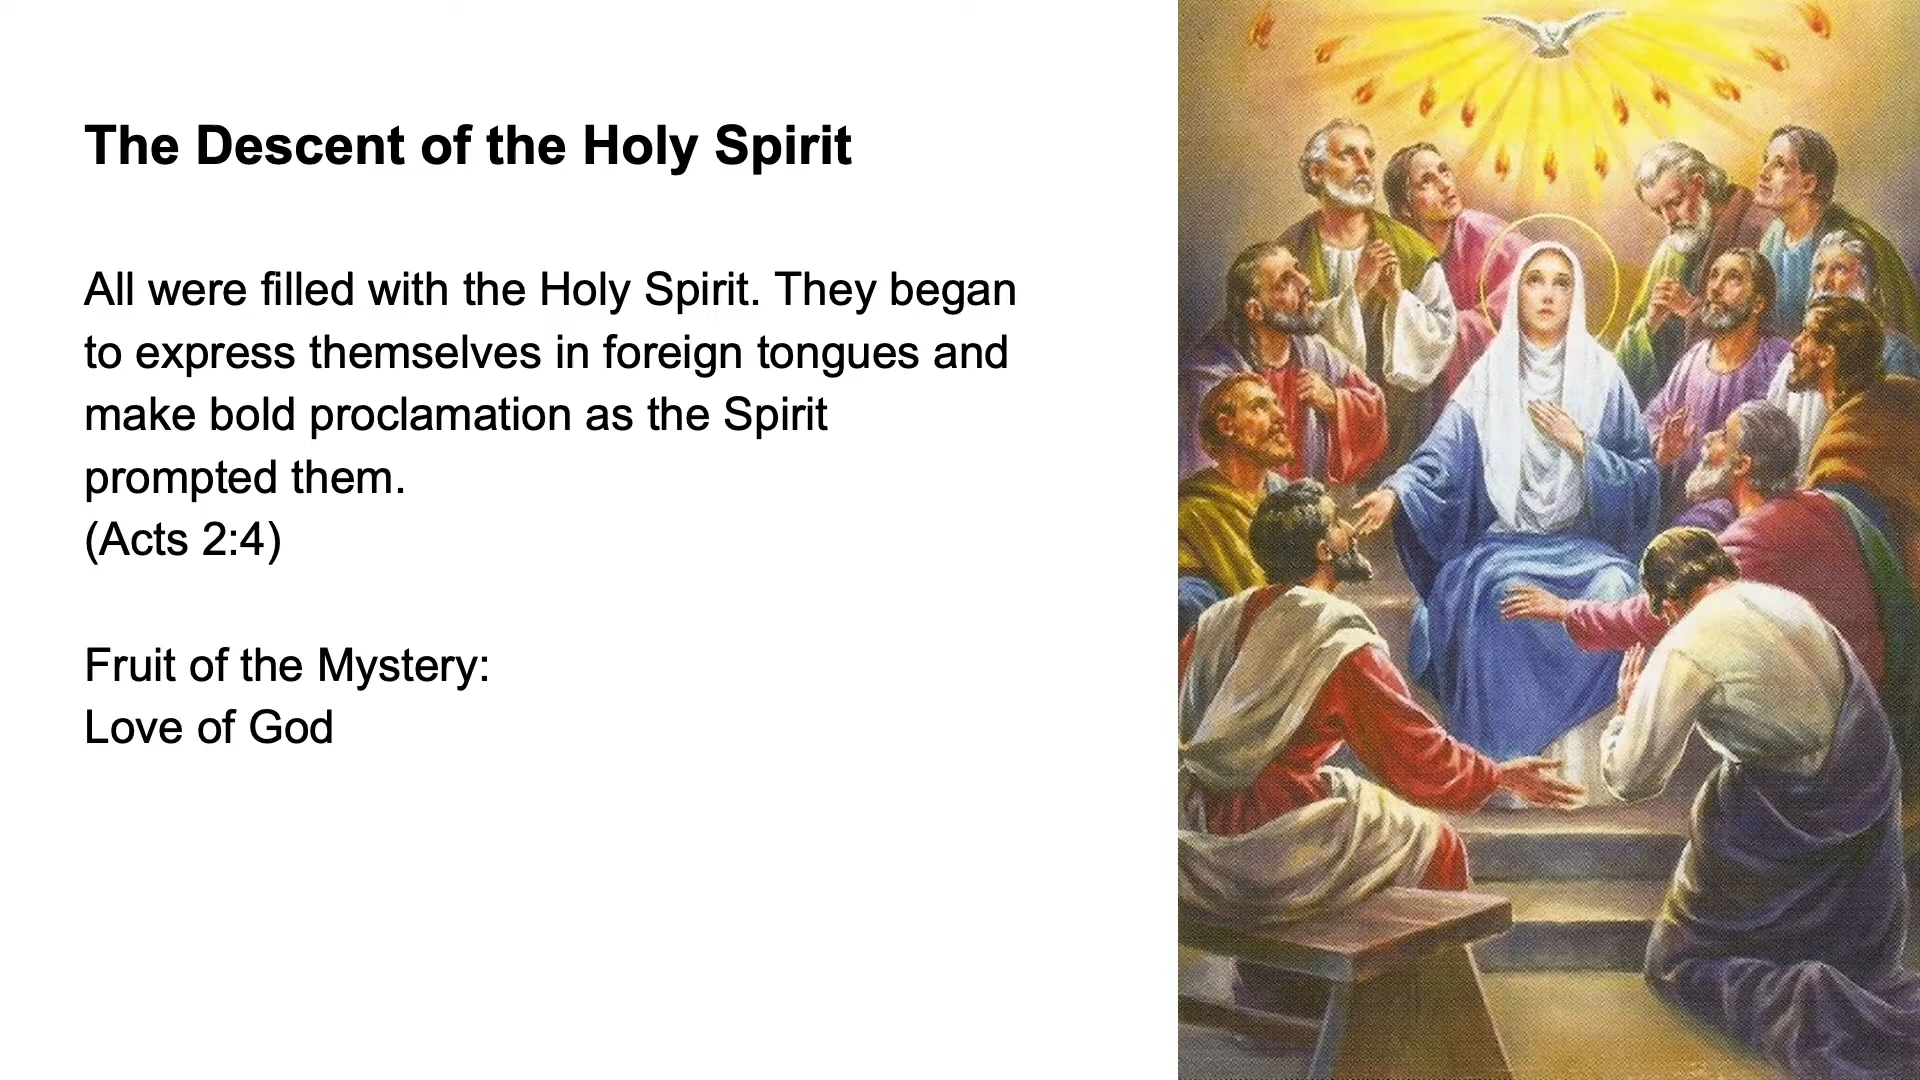 The Descent of the Holy Spirit
All were filled with the Holy Spirit. They began
to express themselves in foreign tongues and
make bold proclamation as the Spirit
prompted them.
(Acts 2:4)
Fruit of the Mystery:
Love of God